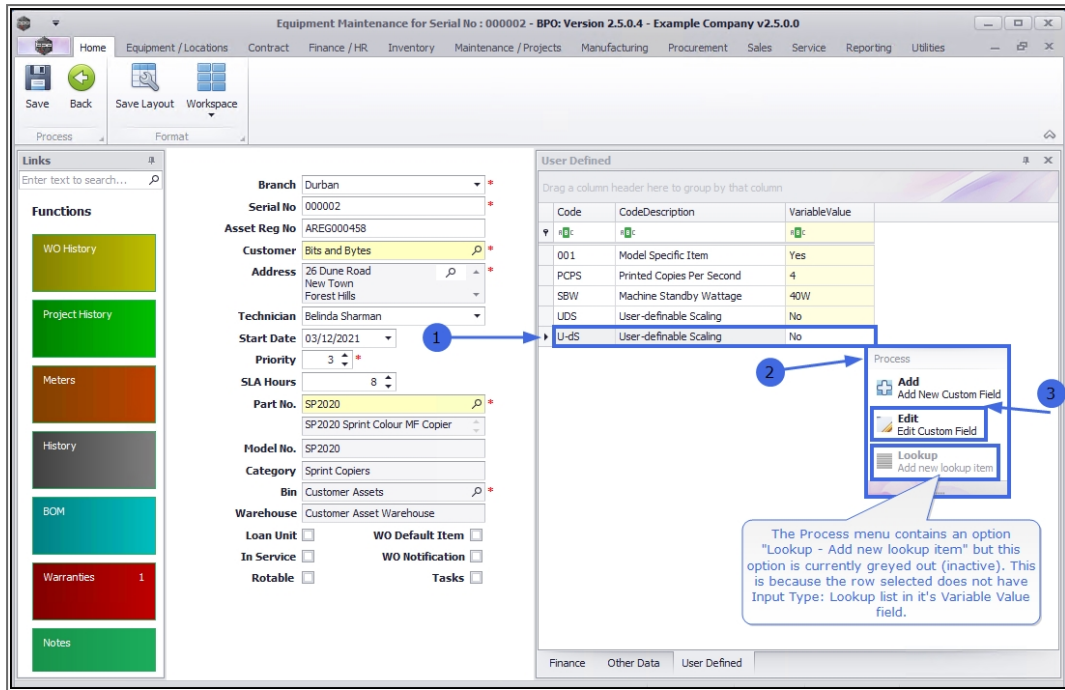 Equipment Maintenance for Serial No : 000002 - BPO: Version 2.5.0.4 - Example Company v2.5.0.0
Home Equipment / Locations Contract Finance / HR Inventory Maintenance / Projects Manufacturing Procurement Sales Service Reporting Utilities
Save Back Save Layout Workspace
Process Format
Links
Enter text to search...
Functions
WO History
Project History
Meters
History
BOM
Warranties 1
Notes
Branch Durban *
Serial No 000002 *
Asset Reg No AREG000458
Customer Bits and Bytes *
Address 26 Dune Road *
New Town
Forest Hills
Technician Belinda Sharman
Start Date 03/12/2021
Priority 3 *
SLA Hours 8
Part No. SP2020 *
SP2020 Sprint Colour MF Copier
Model No. SP2020
Category Sprint Copiers
Bin Customer Assets *
Warehouse Customer Asset Warehouse
Loan Unit WO Default Item
In Service WO Notification
Rotable Tasks
User Defined
Drag a column header here to group by that column
Code CodeDescription VariableValue
001 Model Specific Item Yes
PCPS Printed Copies Per Second 4
SBW Machine Standby Wattage 40W
UDS User-definable Scaling No
U-dS User-definable Scaling No
1
2
3
Process
Add
Add New Custom Field
Edit
Edit Custom Field
Lookup
Add new lookup item
The Process menu contains an option
"Lookup - Add new lookup item" but this
option is currently greyed out (inactive). This
is because the row selected does not have
Input Type: Lookup list in it's Variable Value
field.
Finance Other Data User Defined